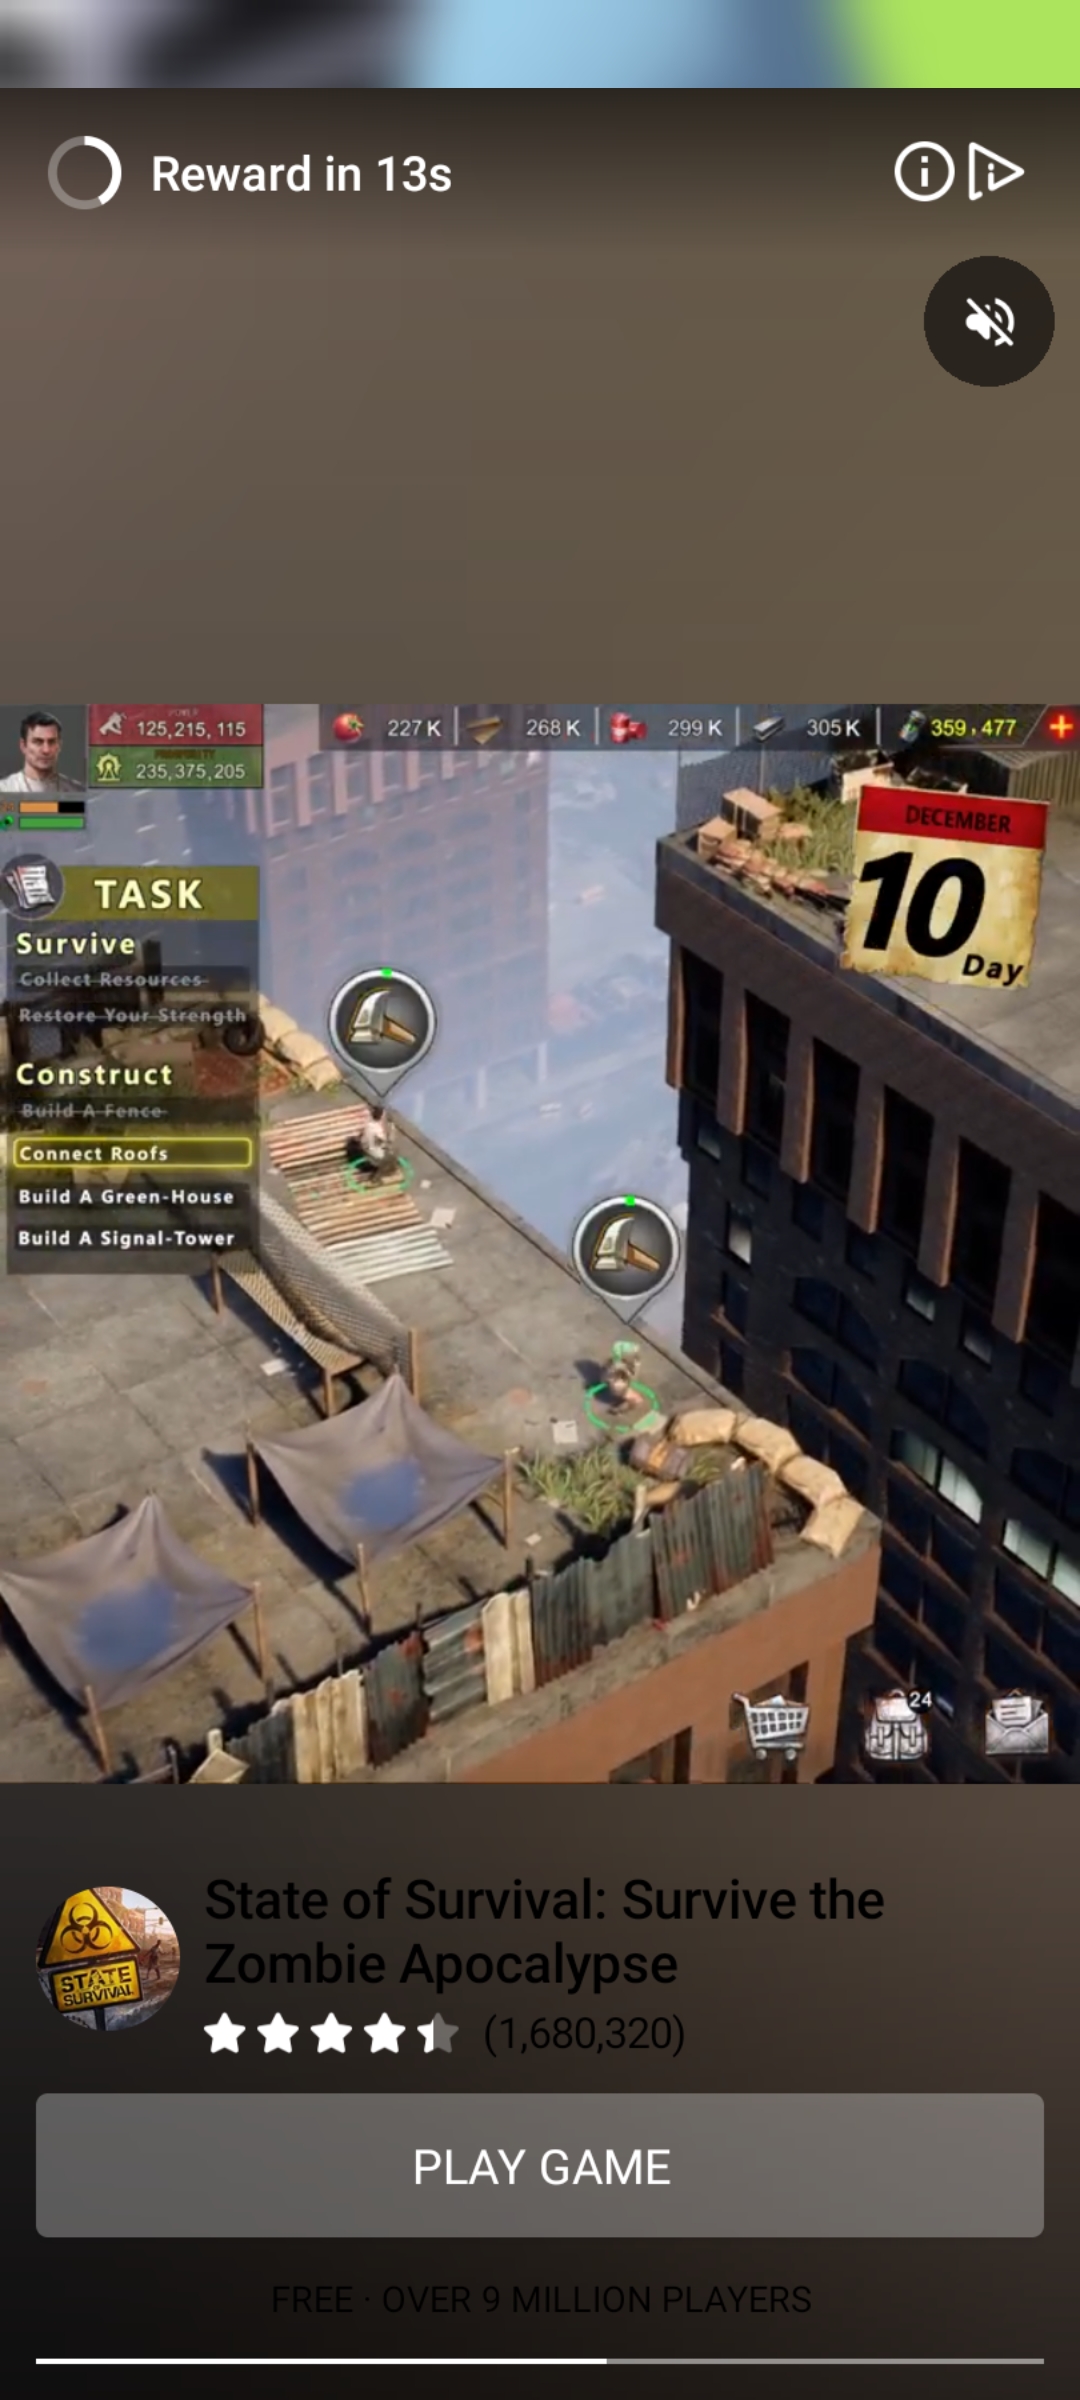 Reward in 13s
POWER
125,215,115
PROSPERITY
235,375,205
227 K
268 K
299 K
305 K
359,477
DECEMBER
10
Day
TASK
Survive
Collect Resources
Restore Your Strength
Construct
Build A Fence
Connect Roofs
Build A Green-House
Build A Signal-Tower
24
State of Survival: Survive the
Zombie Apocalypse
STATE
SURVIVAL
(1,680,320)
PLAY GAME
FREE · OVER 9 MILLION PLAYERS